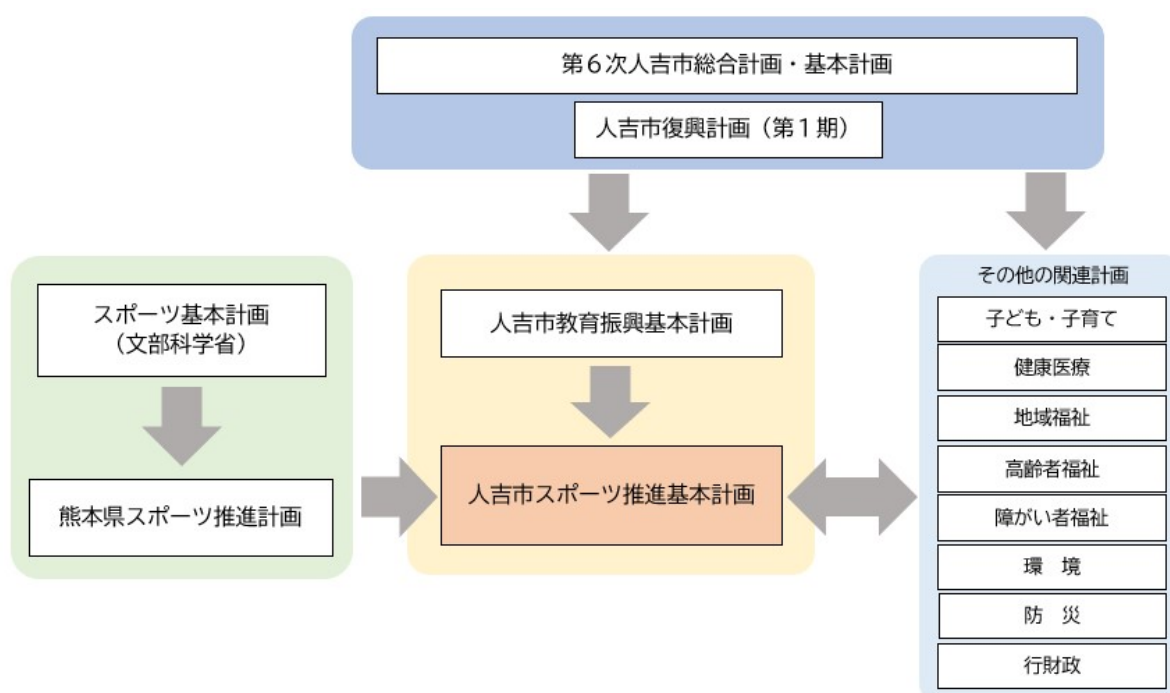 第６次人吉市総合計画・基本計画
人吉市復興計画（第１期）
スポーツ基本計画
（文部科学省）
熊本県スポーツ推進計画
人吉市教育振興基本計画
人吉市スポーツ推進基本計画
その他の関連計画
子ども・子育て
健康医療
地域福祉
高齢者福祉
障がい者福祉
環　境
防　災
行財政